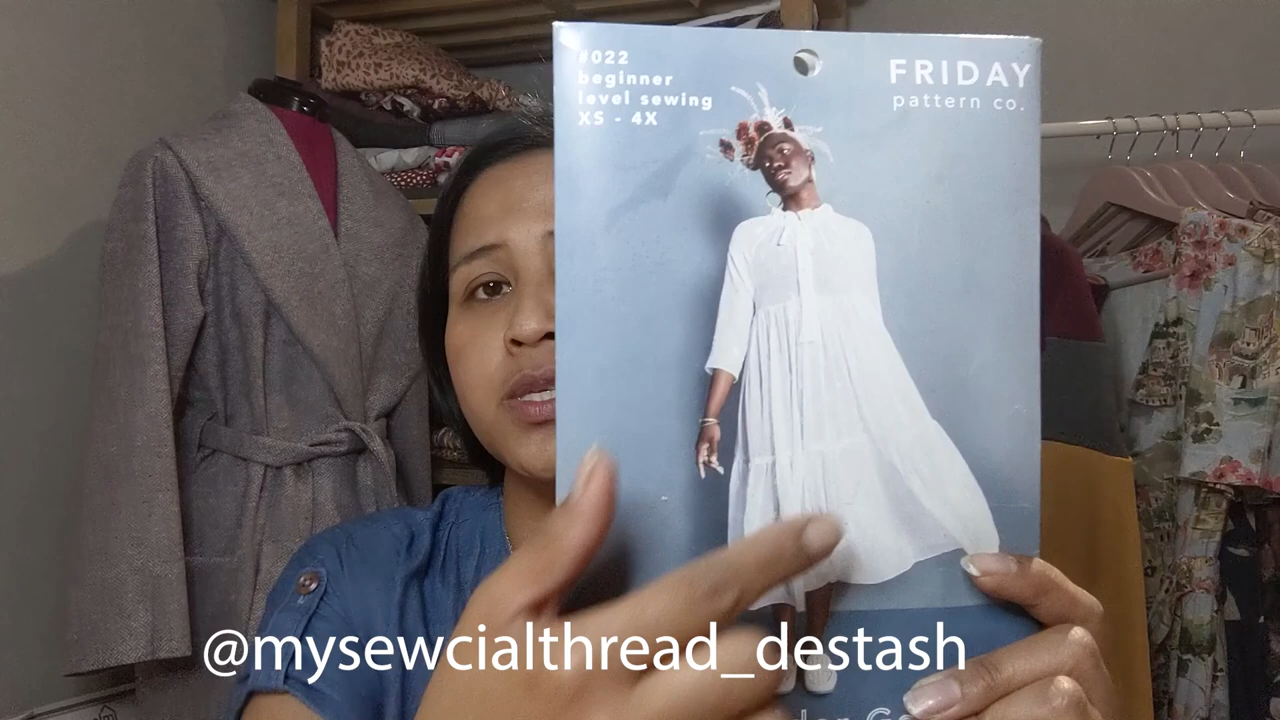 #022
beginner
level sewing
XS - 4X
FRIDAY
pattern co.
@mysewcialthread_destash